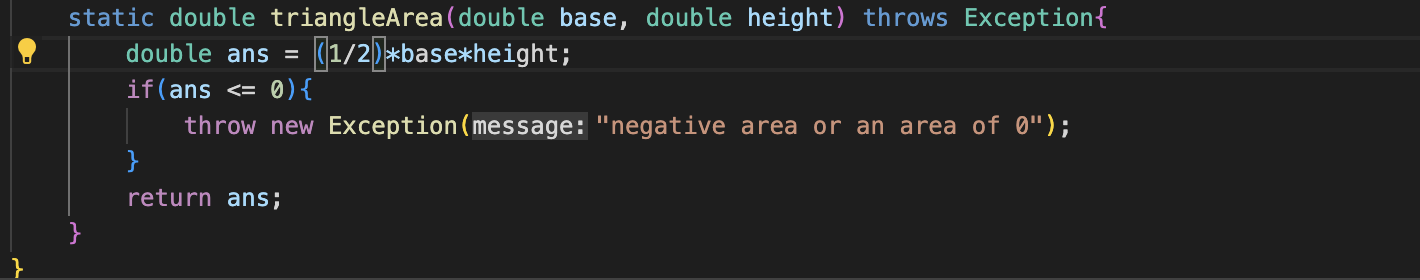 static double triangleArea(double base, double height) throws Exception{
double ans = (1/2)*base*height;
if(ans <= 0){
throw new Exception(message: "negative area or an area of 0");
}
return ans;
}
}